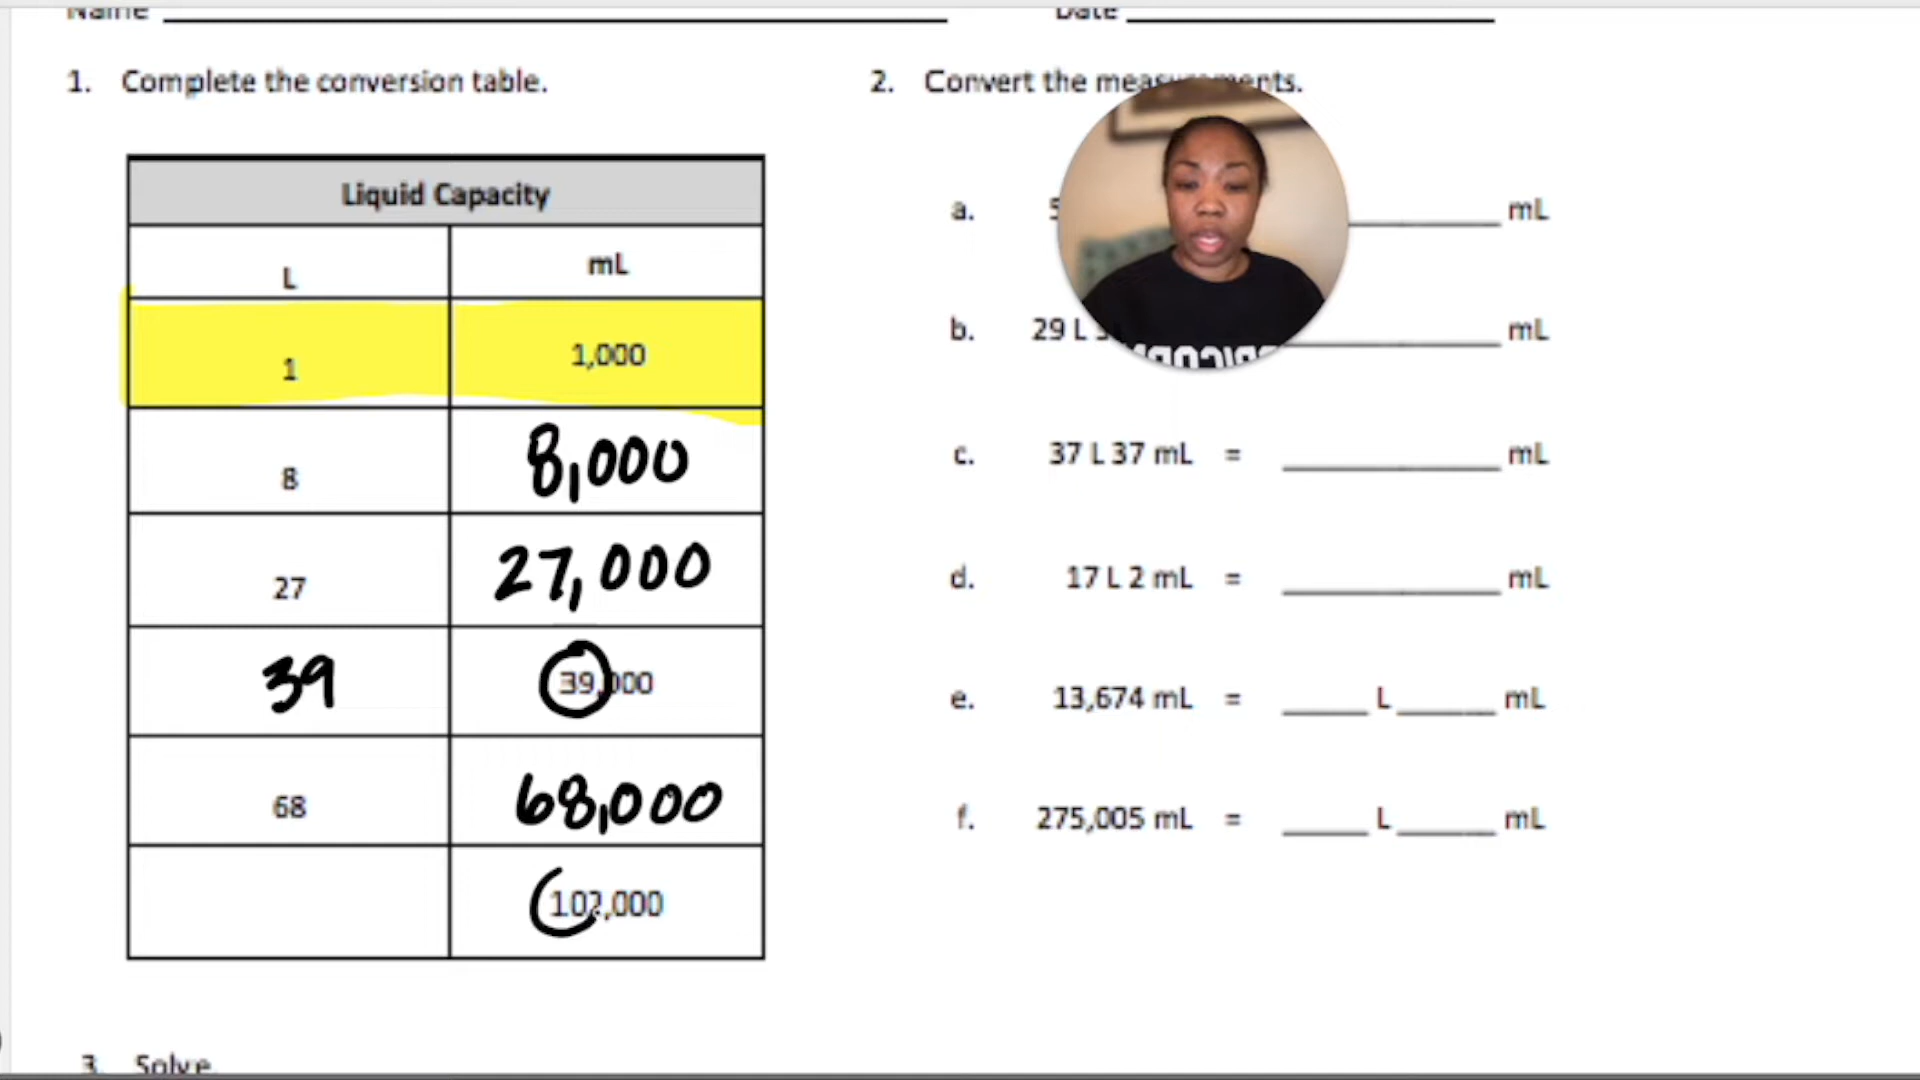 Name Date
1. Complete the conversion table.
2. Convert the measurements.
Liquid Capacity
L mL
1 1,000
8 8,000
27 27,000
39 39,000
68 68,000
102,000
a. 5 mL
b. 29 L mL
c. 37 L 37 mL = mL
d. 17 L 2 mL = mL
e. 13,674 mL = L mL
f. 275,005 mL = L mL
3. Solve